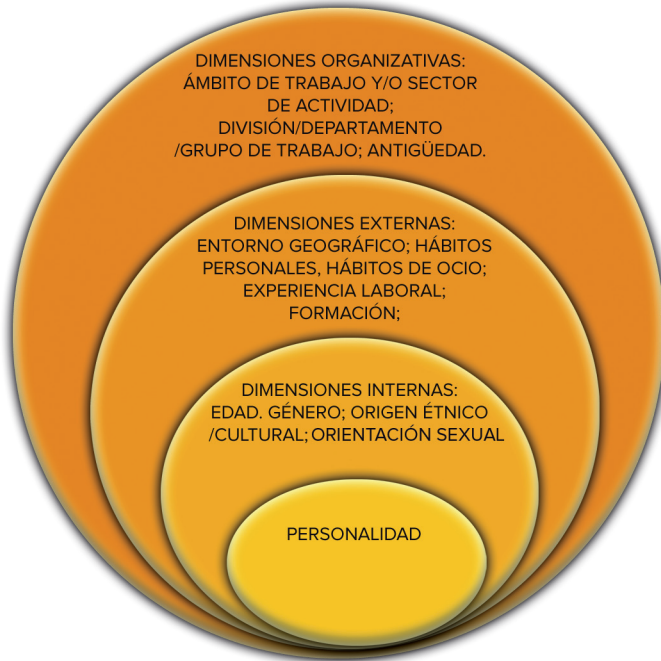 DIMENSIONES ORGANIZATIVAS:
ÁMBITO DE TRABAJO Y/O SECTOR
DE ACTIVIDAD;
DIVISIÓN/DEPARTAMENTO
/GRUPO DE TRABAJO; ANTIGÜEDAD.
DIMENSIONES EXTERNAS:
ENTORNO GEOGRÁFICO; HÁBITOS
PERSONALES, HÁBITOS DE OCIO;
EXPERIENCIA LABORAL;
FORMACIÓN;
DIMENSIONES INTERNAS:
EDAD. GÉNERO; ORIGEN ÉTNICO
/CULTURAL; ORIENTACIÓN SEXUAL
PERSONALIDAD